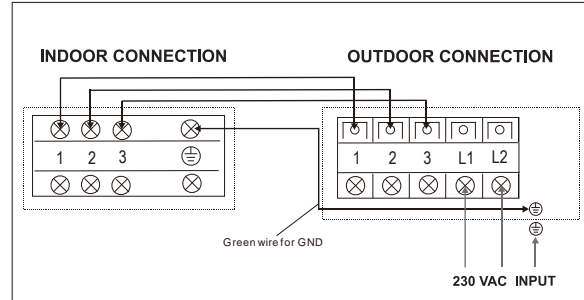 INDOOR CONNECTION
OUTDOOR CONNECTION
1 2 3
1 2 3 L1 L2
Green wire for GND
230 VAC INPUT